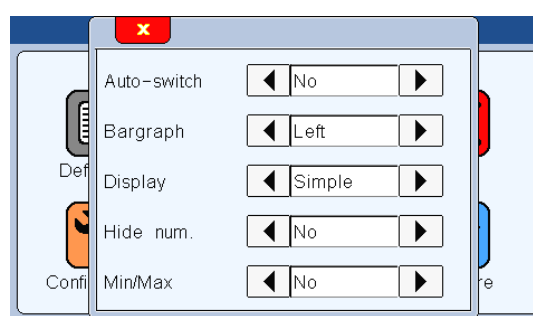 x
Auto-switch No
Bargraph Left
Def
Display Simple
Hide num. No
Confi
Min/Max No
re